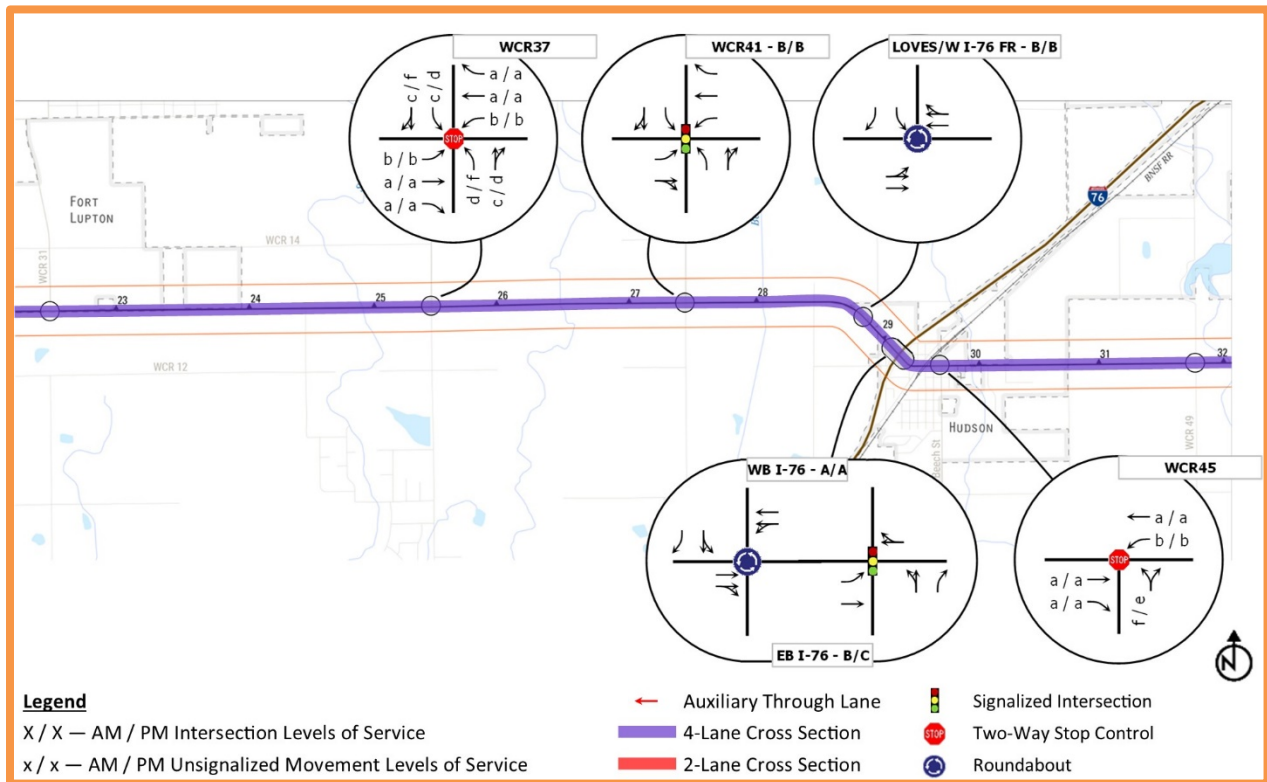 WCR37
WCR41 - B/B
LOVES/W I-76 FR - B/B
c / f
c / d
a / a
a / a
b / b
STOP
b / b
a / a
a / a
d / f
c / d
FORT
LUPTON
WCR 31
WCR 14
BNSF RR
76
23
24
25
26
27
28
29
30
31
32
WCR 12
HUDSON
Beech St
WCR 49
WB I-76 - A/A
EB I-76 - B/C
WCR45
a / a
b / b
STOP
a / a
a / a
f / e
N
Legend
X / X — AM / PM Intersection Levels of Service
x / x — AM / PM Unsignalized Movement Levels of Service
Auxiliary Through Lane
4-Lane Cross Section
2-Lane Cross Section
Signalized Intersection
STOP
Two-Way Stop Control
Roundabout